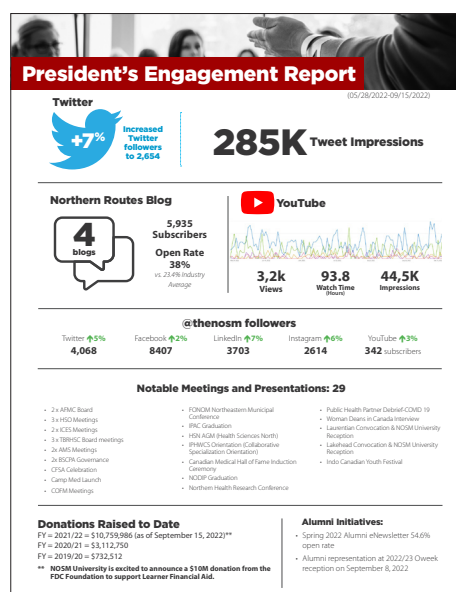 President's Engagement Report
(05/28/2022-09/15/2022)
Twitter
+7%
Increased
Twitter
followers
to 2,654
285K Tweet Impressions
Northern Routes Blog
4
blogs
5,935
Subscribers
Open Rate
38%
vs. 23.4% Industry
Average
YouTube
3,2k
Views
93.8
Watch Time
(Hours)
44,5K
Impressions
@thenosm followers
Twitter 5%
4,068
Facebook 2%
8407
LinkedIn 7%
3703
Instagram 6%
2614
YouTube 3%
342 subscribers
Notable Meetings and Presentations: 29
• 2 x AFMC Board
• 3 x HSO Meetings
• 2 x ICES Meetings
• 3 x TBRHSC Board meetings
• 2x AMS Meetings
• 2x BSCPA Governance
• CFSA Celebration
• Camp Med Launch
• COFM Meetings
• FONOM Northeastern Municipal
Conference
• IPAC Graduation
• HSN AGM (Health Sciences North)
• IPHWCS Orientation (Collaborative
Specialization Orientation)
• Canadian Medical Hall of Fame Induction
Ceremony
• NODIP Graduation
• Northern Health Research Conference
• Public Health Partner Debrief-COVID 19
• Woman Deans in Canada Interview
• Laurentian Convocation & NOSM University
Reception
• Lakehead Convocation & NOSM University
Reception
• Indo Canadian Youth Festival
Donations Raised to Date
FY = 2021/22 = $10,759,986 (as of September 15, 2022)**
FY = 2020/21 = $3,112,750
FY = 2019/20 = $732,512
** NOSM University is excited to announce a $10M donation from the
FDC Foundation to support Learner Financial Aid.
Alumni Initiatives:
• Spring 2022 Alumni eNewsletter 54.6%
open rate
• Alumni representation at 2022/23 Oweek
reception on September 8, 2022